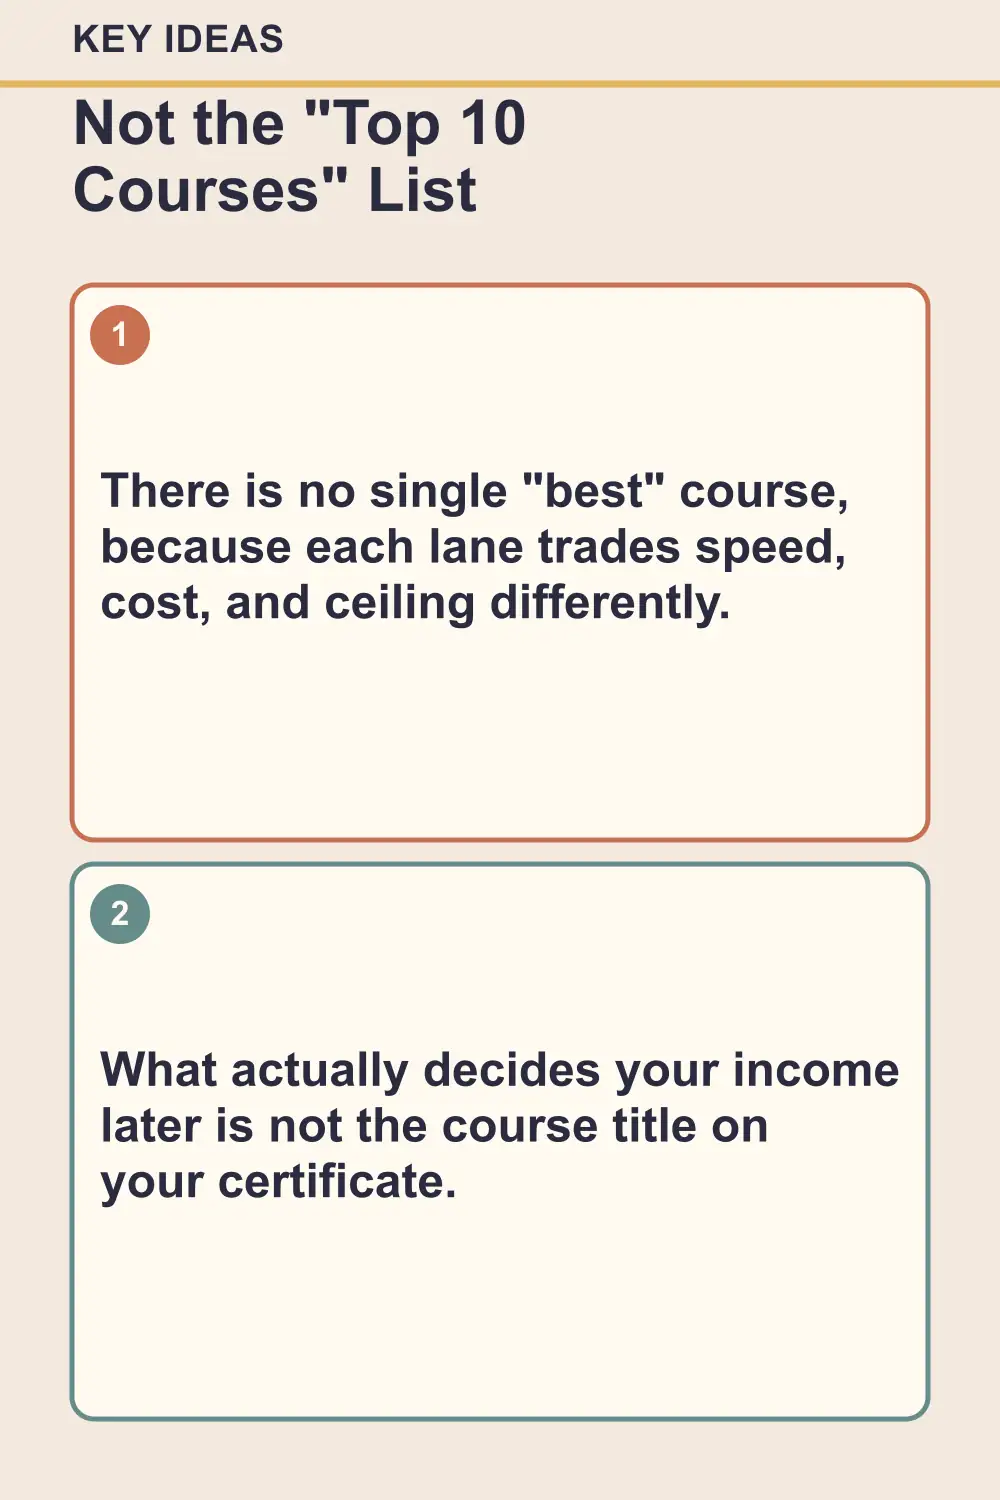 KEY IDEAS
Not the "Top 10
Courses" List
1
There is no single "best" course,
because each lane trades speed,
cost, and ceiling differently.
2
What actually decides your income
later is not the course title on
your certificate.